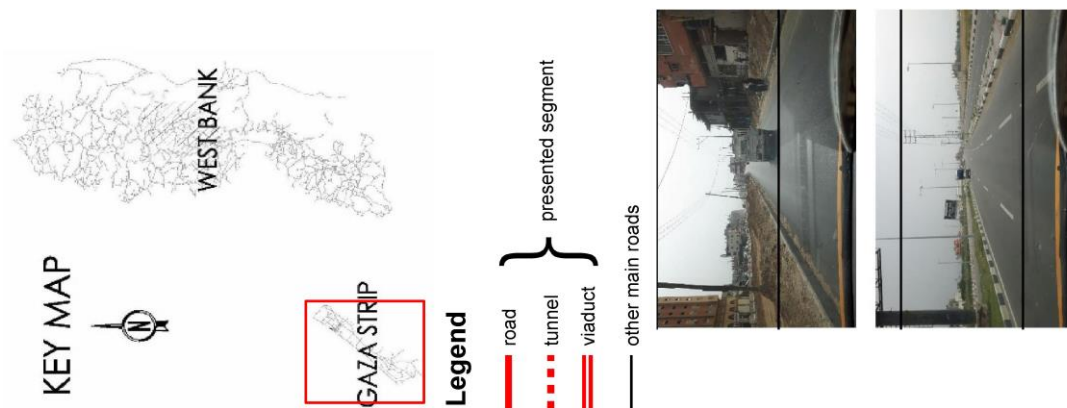 KEY MAP
N
WEST BANK
GAZA STRIP
Legend
road
tunnel
viaduct
presented segment
other main roads